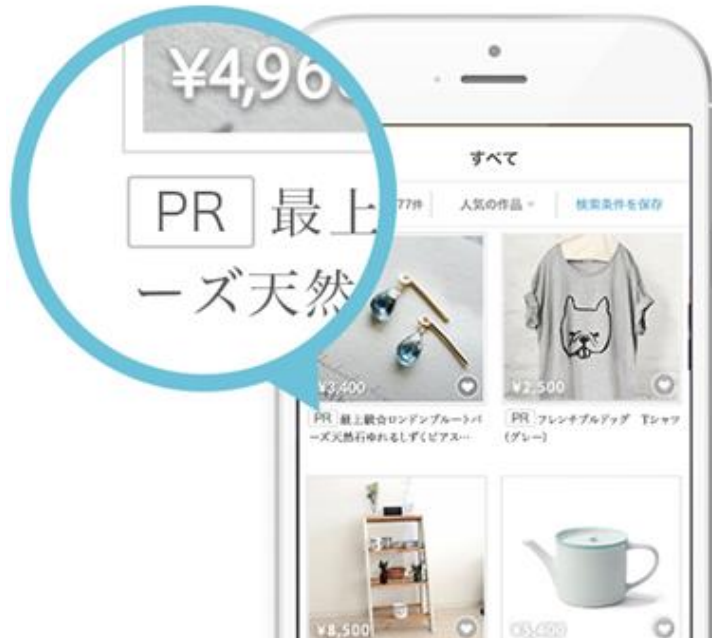 ¥4,960
PR 最上
ーズ天然
すべて
77件
人気の作品
検索条件を保存
¥3,400
¥2,500
PR 最上級合ロンドンブルートパ
ーズ天然石ゆれるしずくピアス…
PR フレンチブルドッグ Tシャツ
(グレー)
¥8,500
¥5,400